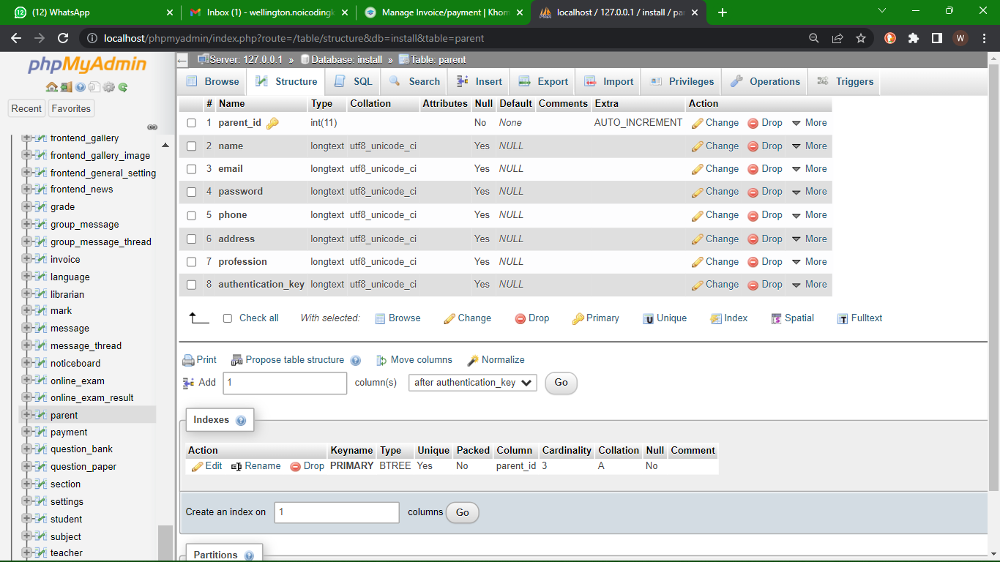 (12) WhatsApp
Inbox (1) - wellington.noicodingk
Manage Invoice/payment | Khom
localhost / 127.0.0.1 / install / pa
localhost/phpmyadmin/index.php?route=/table/structure&db=install&table=parent
W
phpMyAdmin
Recent Favorites
frontend_gallery
frontend_gallery_image
frontend_general_setting
frontend_news
grade
group_message
group_message_thread
invoice
language
librarian
mark
message
message_thread
noticeboard
online_exam
online_exam_result
parent
payment
question_bank
question_paper
section
settings
student
subject
teacher
Server: 127.0.0.1 » Database: install » Table: parent
Browse Structure SQL Search Insert Export Import Privileges Operations Triggers
# Name Type Collation Attributes Null Default Comments Extra Action
1 parent_id int(11) No None AUTO_INCREMENT Change Drop More
2 name longtext utf8_unicode_ci Yes NULL Change Drop More
3 email longtext utf8_unicode_ci Yes NULL Change Drop More
4 password longtext utf8_unicode_ci Yes NULL Change Drop More
5 phone longtext utf8_unicode_ci Yes NULL Change Drop More
6 address longtext utf8_unicode_ci Yes NULL Change Drop More
7 profession longtext utf8_unicode_ci Yes NULL Change Drop More
8 authentication_key longtext utf8_unicode_ci Yes NULL Change Drop More
Check all With selected: Browse Change Drop Primary Unique Index Spatial Fulltext
Print Propose table structure Move columns Normalize
Add 1 column(s) after authentication_key Go
Indexes
Action Keyname Type Unique Packed Column Cardinality Collation Null Comment
Edit Rename Drop PRIMARY BTREE Yes No parent_id 3 A No
Create an index on 1 columns Go
Partitions